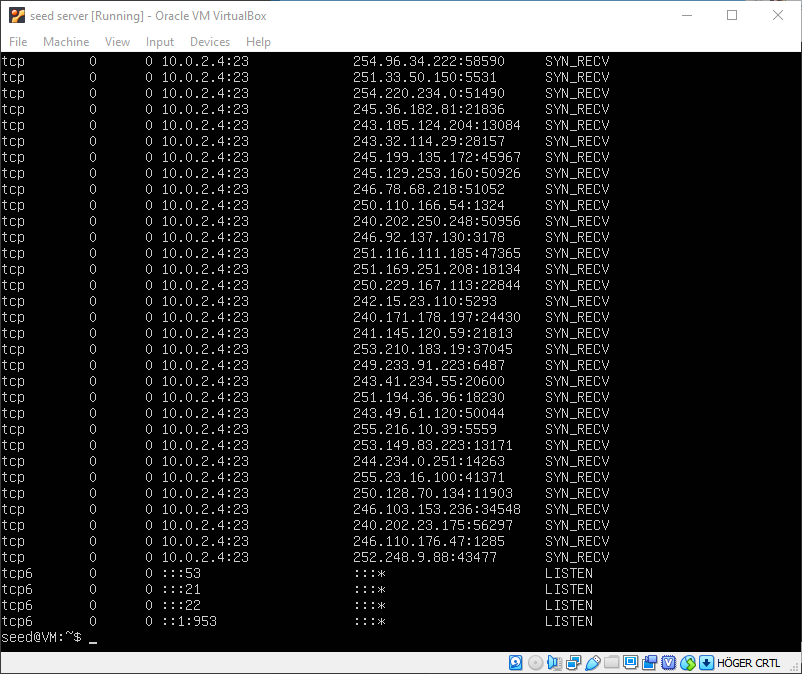 seed server [Running] - Oracle VM VirtualBox
File Machine View Input Devices Help
tcp 0 0 10.0.2.4:23 254.96.34.222:58590 SYN_RECV
tcp 0 0 10.0.2.4:23 251.33.50.150:5531 SYN_RECV
tcp 0 0 10.0.2.4:23 254.220.234.0:51490 SYN_RECV
tcp 0 0 10.0.2.4:23 245.36.182.81:21836 SYN_RECV
tcp 0 0 10.0.2.4:23 243.185.124.204:13084 SYN_RECV
tcp 0 0 10.0.2.4:23 243.32.114.29:28157 SYN_RECV
tcp 0 0 10.0.2.4:23 245.199.135.172:45967 SYN_RECV
tcp 0 0 10.0.2.4:23 245.129.253.160:50926 SYN_RECV
tcp 0 0 10.0.2.4:23 246.78.68.218:51052 SYN_RECV
tcp 0 0 10.0.2.4:23 250.110.166.54:1324 SYN_RECV
tcp 0 0 10.0.2.4:23 240.202.250.248:50956 SYN_RECV
tcp 0 0 10.0.2.4:23 246.92.137.130:3178 SYN_RECV
tcp 0 0 10.0.2.4:23 251.116.111.185:47365 SYN_RECV
tcp 0 0 10.0.2.4:23 251.169.251.208:18134 SYN_RECV
tcp 0 0 10.0.2.4:23 250.229.167.113:22844 SYN_RECV
tcp 0 0 10.0.2.4:23 242.15.23.110:5293 SYN_RECV
tcp 0 0 10.0.2.4:23 240.171.178.197:24430 SYN_RECV
tcp 0 0 10.0.2.4:23 241.145.120.59:21813 SYN_RECV
tcp 0 0 10.0.2.4:23 253.210.183.19:37045 SYN_RECV
tcp 0 0 10.0.2.4:23 249.233.91.223:6487 SYN_RECV
tcp 0 0 10.0.2.4:23 243.41.234.55:20600 SYN_RECV
tcp 0 0 10.0.2.4:23 251.194.36.96:18230 SYN_RECV
tcp 0 0 10.0.2.4:23 243.49.61.120:50044 SYN_RECV
tcp 0 0 10.0.2.4:23 255.216.10.39:5559 SYN_RECV
tcp 0 0 10.0.2.4:23 253.149.83.223:13171 SYN_RECV
tcp 0 0 10.0.2.4:23 244.234.0.251:14263 SYN_RECV
tcp 0 0 10.0.2.4:23 255.23.16.100:41371 SYN_RECV
tcp 0 0 10.0.2.4:23 250.128.70.134:11903 SYN_RECV
tcp 0 0 10.0.2.4:23 246.103.153.236:34548 SYN_RECV
tcp 0 0 10.0.2.4:23 240.202.23.175:56297 SYN_RECV
tcp 0 0 10.0.2.4:23 246.110.176.47:1285 SYN_RECV
tcp 0 0 10.0.2.4:23 252.248.9.88:43477 SYN_RECV
tcp6 0 0 :::53 :::* LISTEN
tcp6 0 0 :::21 :::* LISTEN
tcp6 0 0 :::22 :::* LISTEN
tcp6 0 0 ::1:953 :::* LISTEN
seed@VM:~$ _
HÖGER CRTL